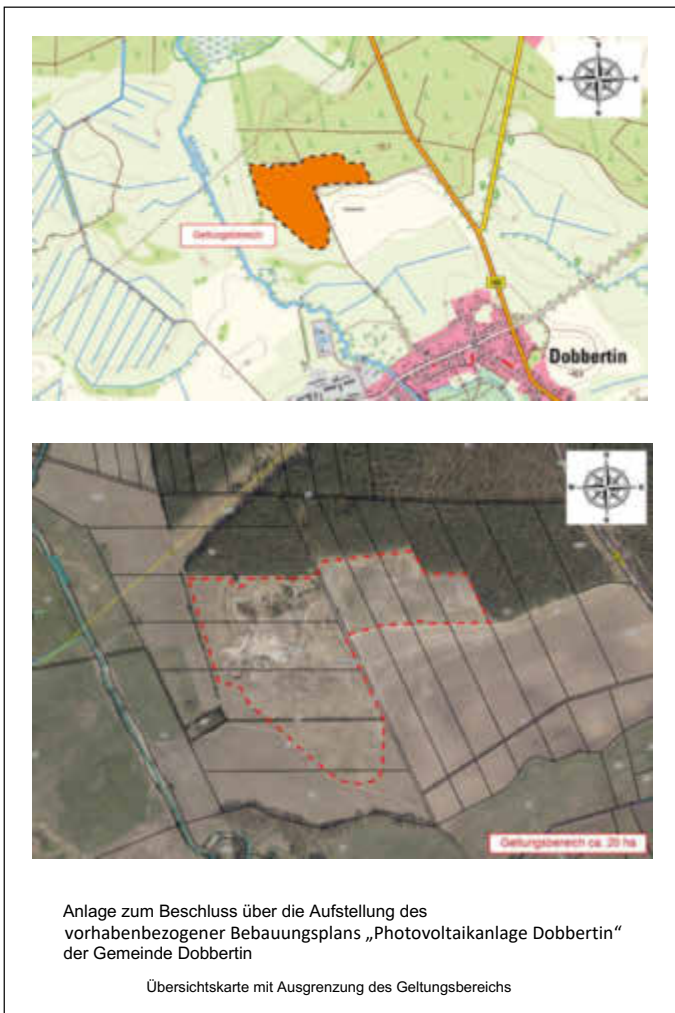 Geltungsbereich
Dobbertin
Geltungsbereich ca. 20 ha
Anlage zum Beschluss über die Aufstellung des
vorhabenbezogener Bebauungsplans „Photovoltaikanlage Dobbertin“
der Gemeinde Dobbertin
Übersichtskarte mit Ausgrenzung des Geltungsbereichs